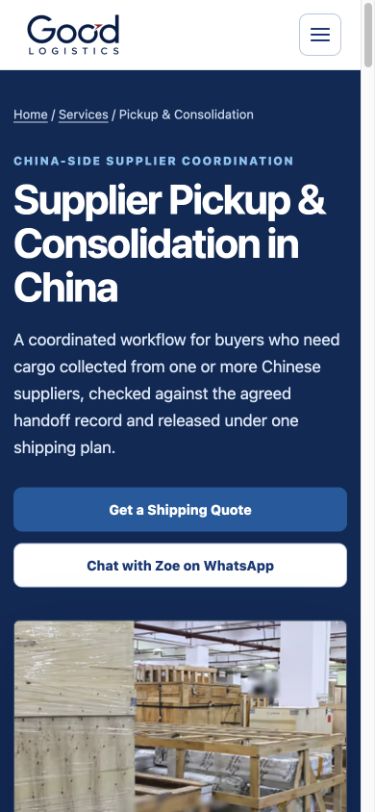 Good
LOGISTICS
Home / Services / Pickup & Consolidation
CHINA-SIDE SUPPLIER COORDINATION
Supplier Pickup &
Consolidation in
China
A coordinated workflow for buyers who need
cargo collected from one or more Chinese
suppliers, checked against the agreed
handoff record and released under one
shipping plan.
Get a Shipping Quote
Chat with Zoe on WhatsApp